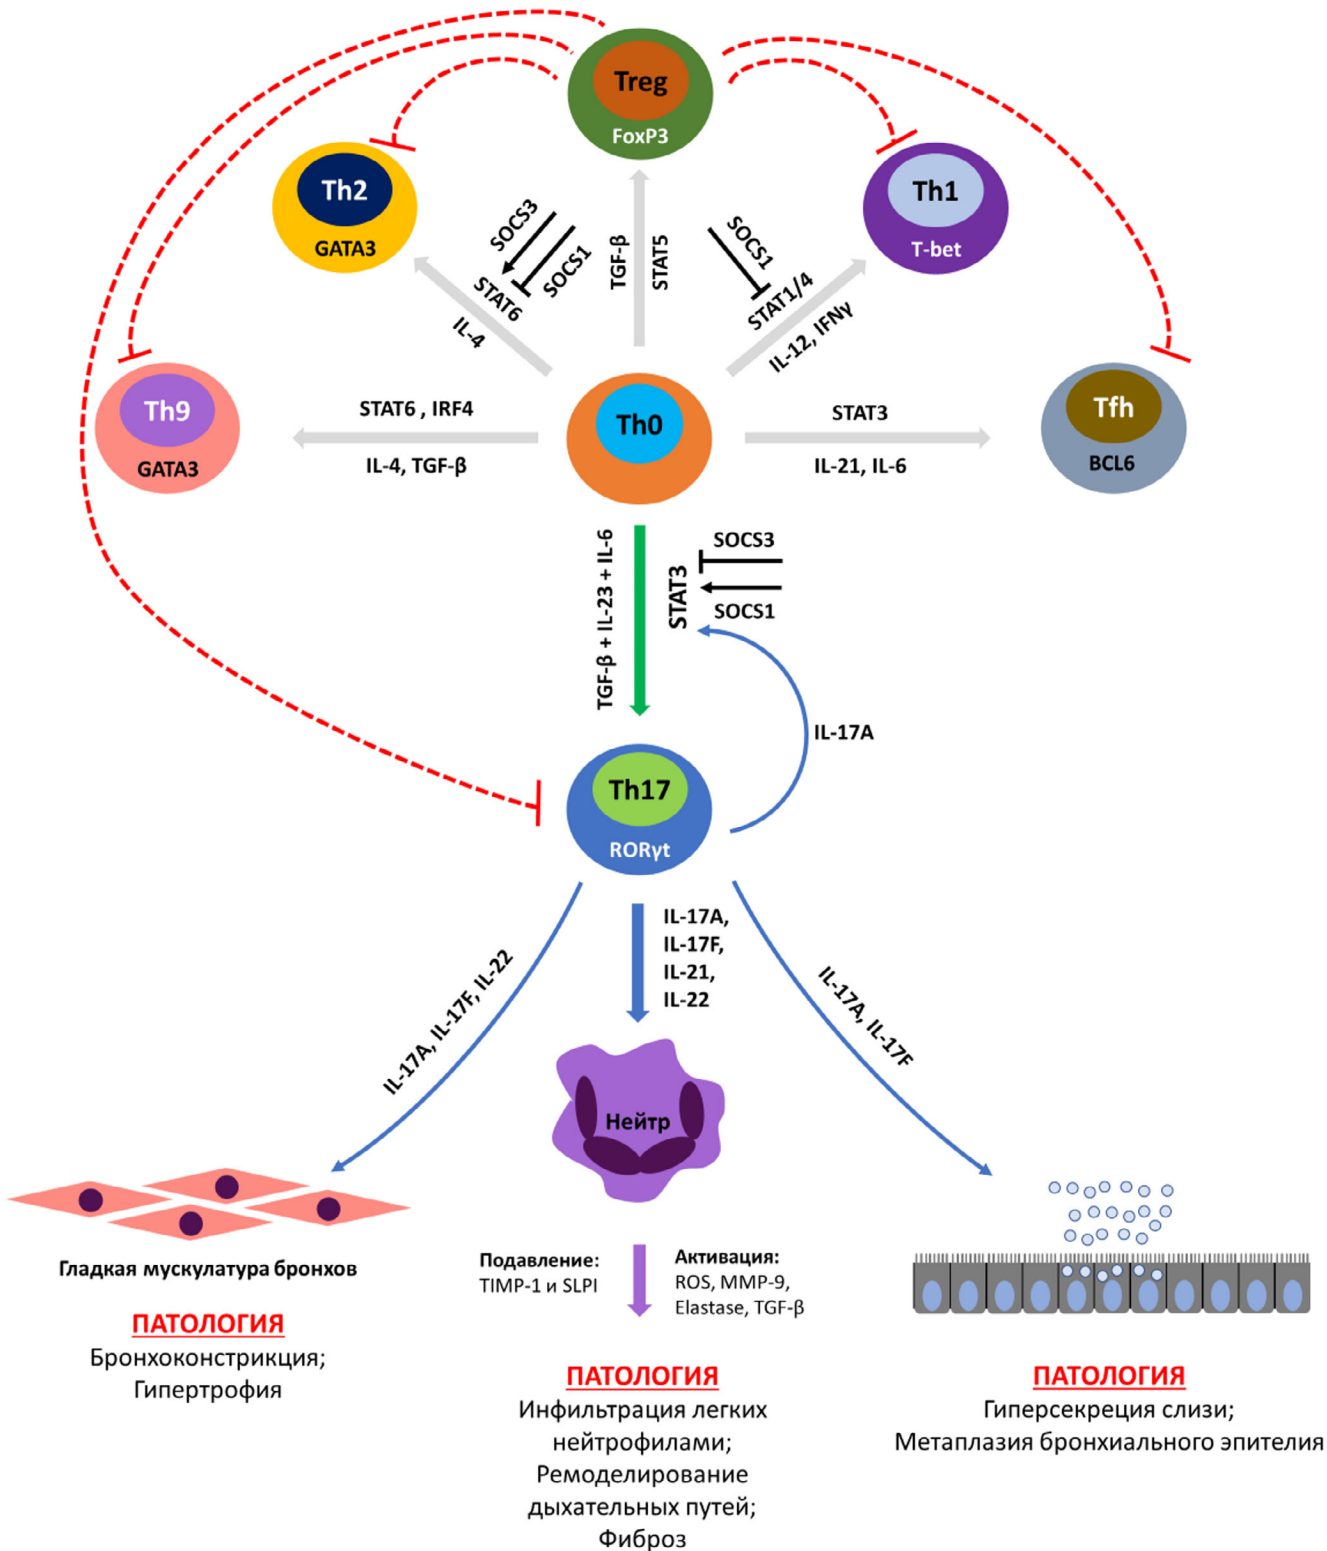 Treg
FoxP3
Th2
GATA3
Th1
T-bet
SOCS3
SOCS1
STAT6
IL-4
TGF-β
STAT5
SOCS1
STAT1/4
IL-12, IFNγ
Th9
GATA3
STAT6 , IRF4
IL-4, TGF-β
Th0
STAT3
IL-21, IL-6
Tfh
BCL6
TGF-β + IL-23 + IL-6
STAT3
SOCS3
SOCS1
IL-17A
Th17
RORγt
IL-17A, IL-17F, IL-22
IL-17A,
IL-17F,
IL-21,
IL-22
IL-17A, IL-17F
Нейтр
Гладкая мускулатура бронхов
ПАТОЛОГИЯ
Бронхоконстрикция;
Гипертрофия
Подавление:
TIMP-1 и SLPI
Активация:
ROS, MMP-9,
Elastase, TGF-β
ПАТОЛОГИЯ
Инфильтрация легких
нейтрофилами;
Ремоделирование
дыхательных путей;
Фиброз
ПАТОЛОГИЯ
Гиперсекреция слизи;
Метаплазия бронхиального эпителия